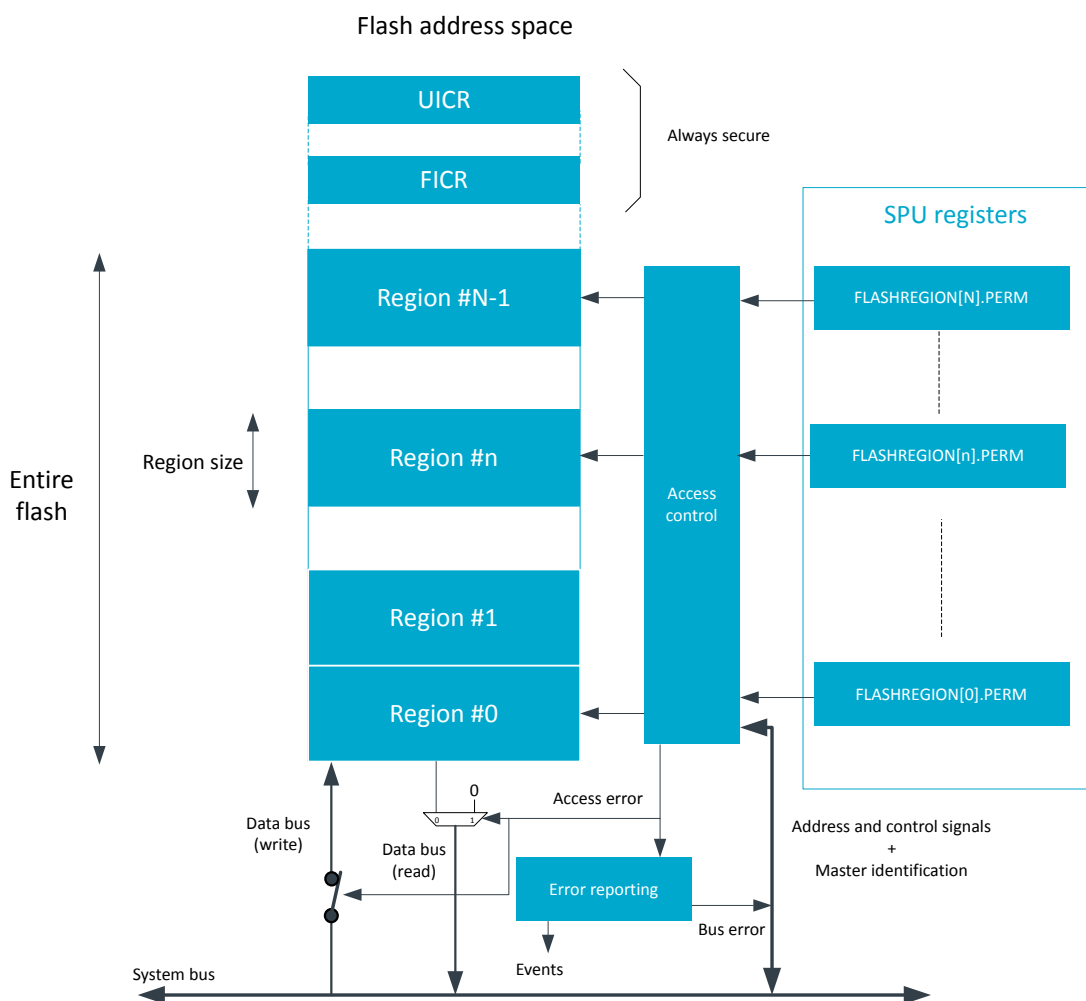 Flash address space
UICR
Always secure
FICR
SPU registers
Region #N-1
FLASHREGION[N].PERM
Region #n
FLASHREGION[n].PERM
Region size
Entire
flash
Access
control
Region #1
Region #0
FLASHREGION[0].PERM
0
0
1
Access error
Data bus
(write)
Data bus
(read)
Address and control signals
+
Master identification
Error reporting
Bus error
Events
System bus